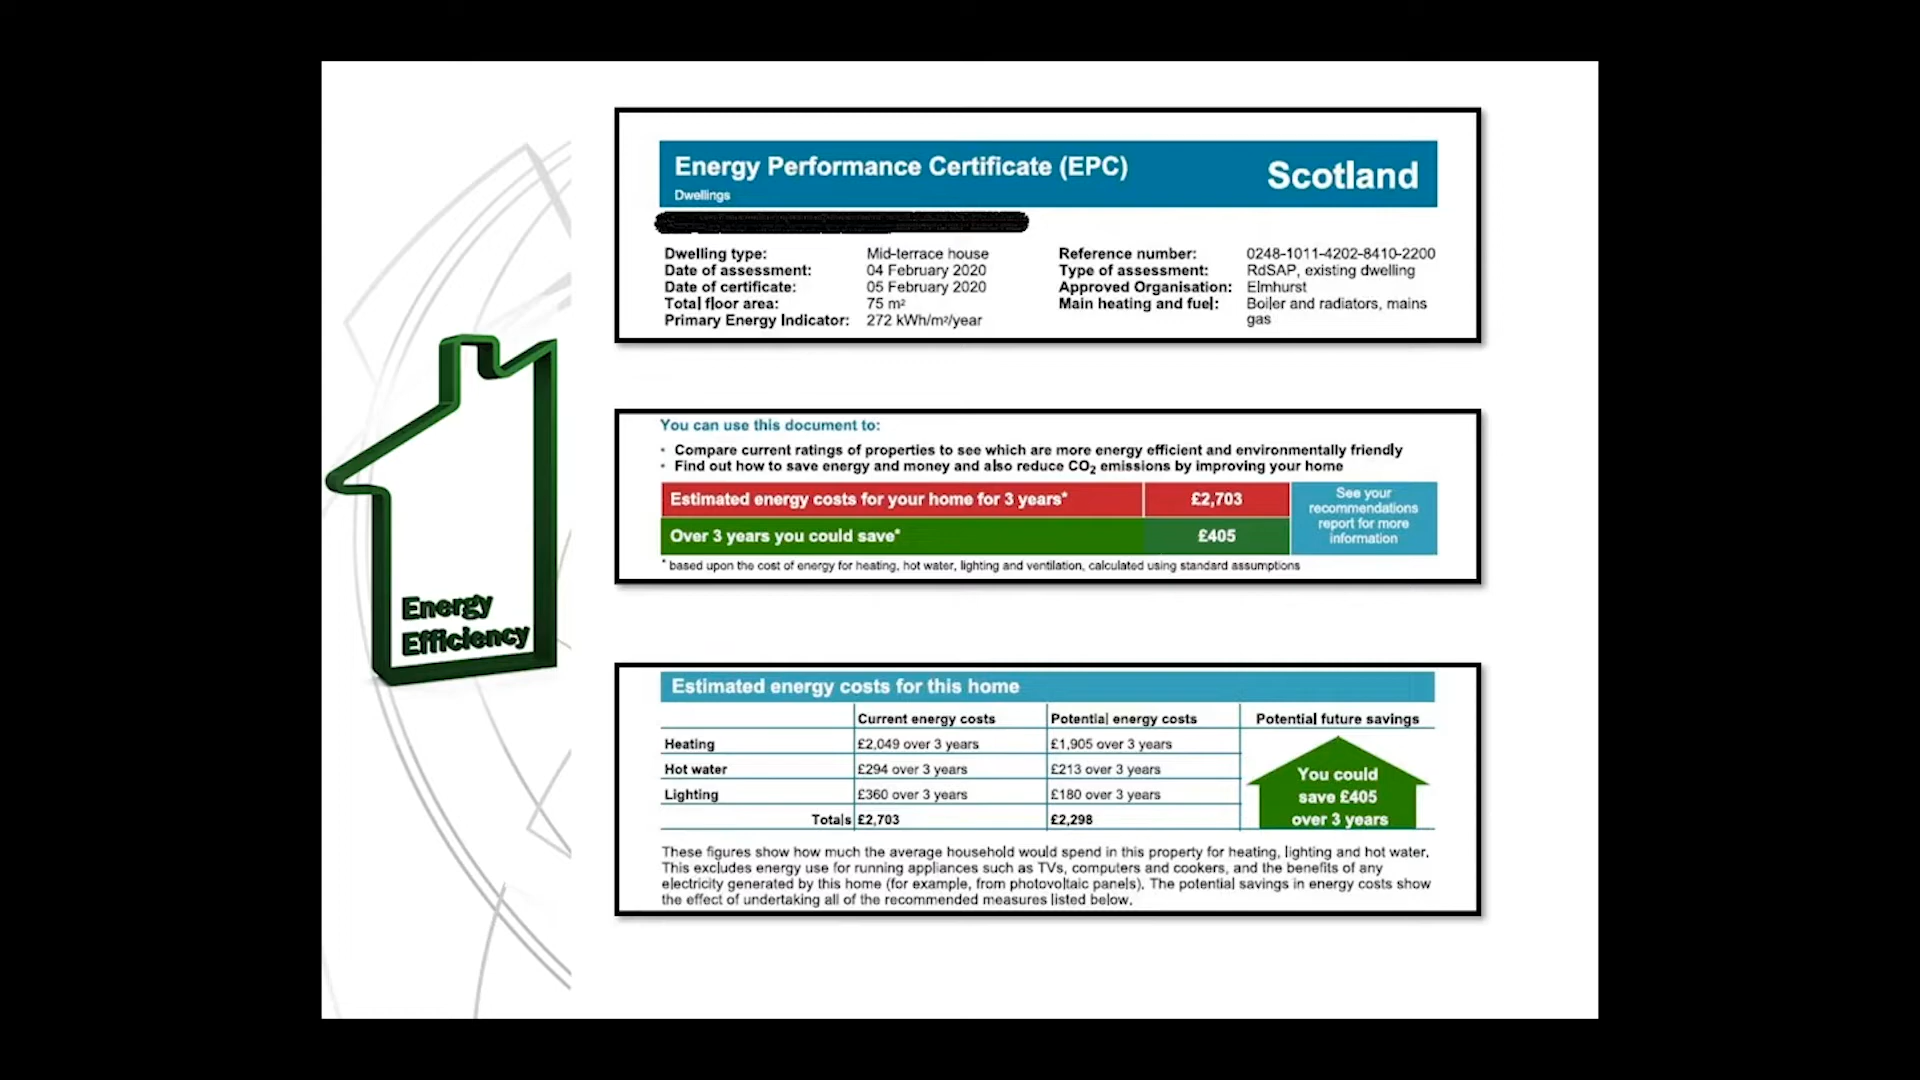 Energy Performance Certificate (EPC)
Scotland
Dwellings
Dwelling type: Mid-terrace house
Date of assessment: 04 February 2020
Date of certificate: 05 February 2020
Total floor area: 75 m²
Primary Energy Indicator: 272 kWh/m²/year
Reference number: 0248-1011-4202-8410-2200
Type of assessment: RdSAP, existing dwelling
Approved Organisation: Elmhurst
Main heating and fuel: Boiler and radiators, mains
gas
You can use this document to:
• Compare current ratings of properties to see which are more energy efficient and environmentally friendly
• Find out how to save energy and money and also reduce CO₂ emissions by improving your home
Estimated energy costs for your home for 3 years* £2,703
Over 3 years you could save* £405
See your
recommendations
report for more
information
* based upon the cost of energy for heating, hot water, lighting and ventilation, calculated using standard assumptions
Energy
Efficiency
Estimated energy costs for this home
Current energy costs Potential energy costs Potential future savings
Heating £2,049 over 3 years £1,905 over 3 years
Hot water £294 over 3 years £213 over 3 years
Lighting £360 over 3 years £180 over 3 years
Totals £2,703 £2,298
You could
save £405
over 3 years
These figures show how much the average household would spend in this property for heating, lighting and hot water.
This excludes energy use for running appliances such as TVs, computers and cookers, and the benefits of any
electricity generated by this home (for example, from photovoltaic panels). The potential savings in energy costs show
the effect of undertaking all of the recommended measures listed below.